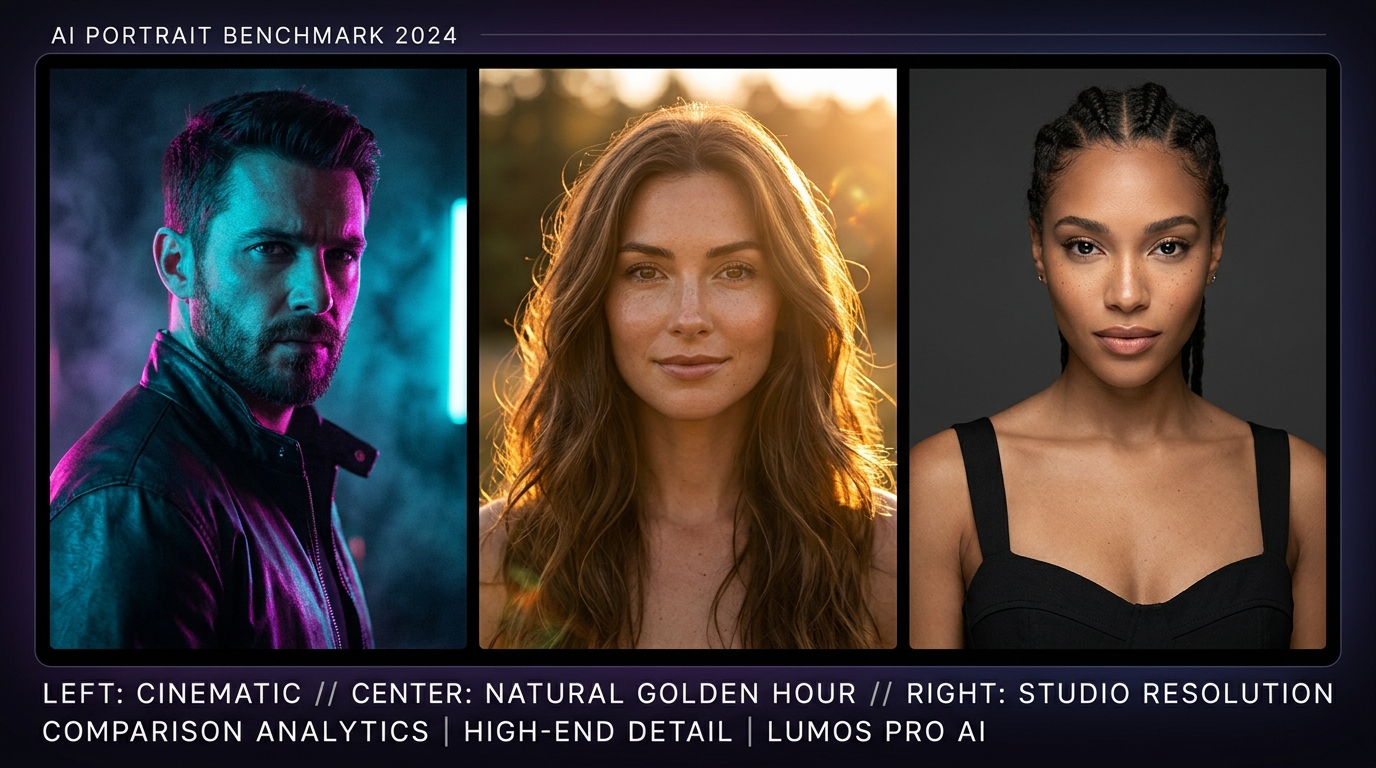 AI PORTRAIT BENCHMARK 2024
LEFT: CINEMATIC // CENTER: NATURAL GOLDEN HOUR // RIGHT: STUDIO RESOLUTION
COMPARISON ANALYTICS | HIGH-END DETAIL | LUMOS PRO AI